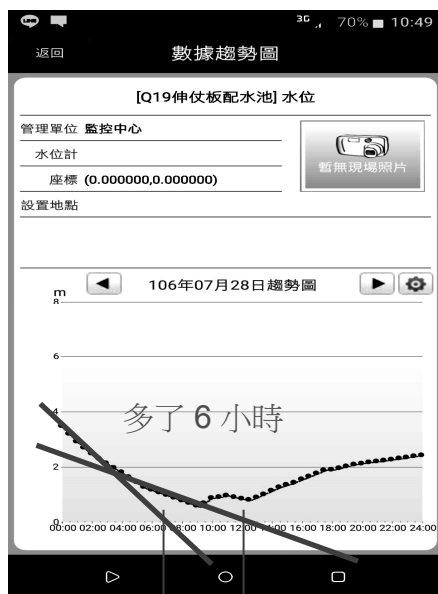 3G 70% 10:49
返回 數據趨勢圖
[Q19伸仗板配水池] 水位
管理單位 監控中心
水位計
座標 (0.000000,0.000000)
暫無現場照片
設置地點
106年07月28日趨勢圖
m
8
6
4
多了 6 小時
2
0
00:00 02:00 04:00 06:00 08:00 10:00 12:00 14:00 16:00 18:00 20:00 22:00 24:00